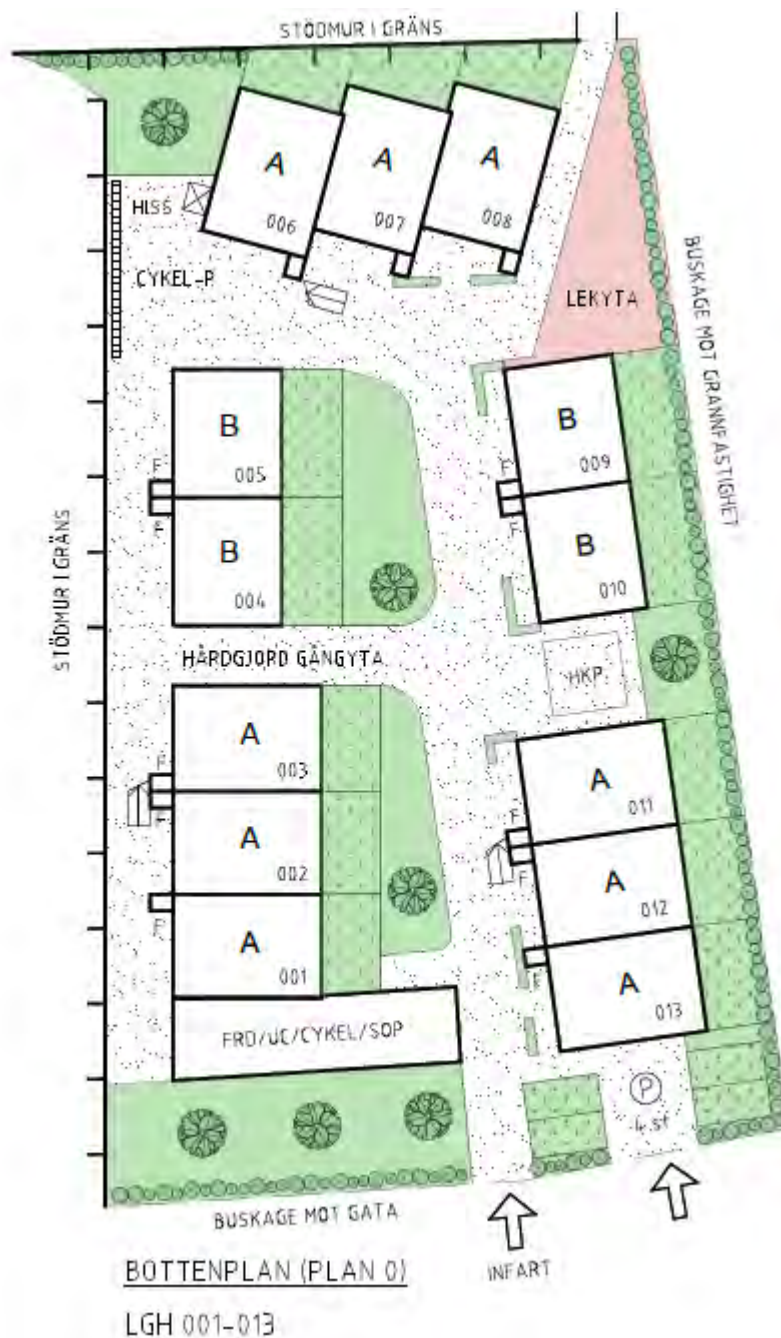 STÖDMUR I GRÄNS
A
006
A
007
A
008
HISS
CYKEL-P
LEKYTA
BUSKAGE MOT GRANNFASTIGHET
STÖDMUR I GRÄNS
B
005
F
F
B
004
B
009
F
F
B
010
HÅRDGJORD GÅNGYTA
HKP
A
003
F
F
A
002
F
A
001
A
011
F
F
A
012
F
A
013
FRD/UC/CYKEL/SOP
P
4 st
BUSKAGE MOT GATA
INFART
BOTTENPLAN (PLAN 0)
LGH 001-013